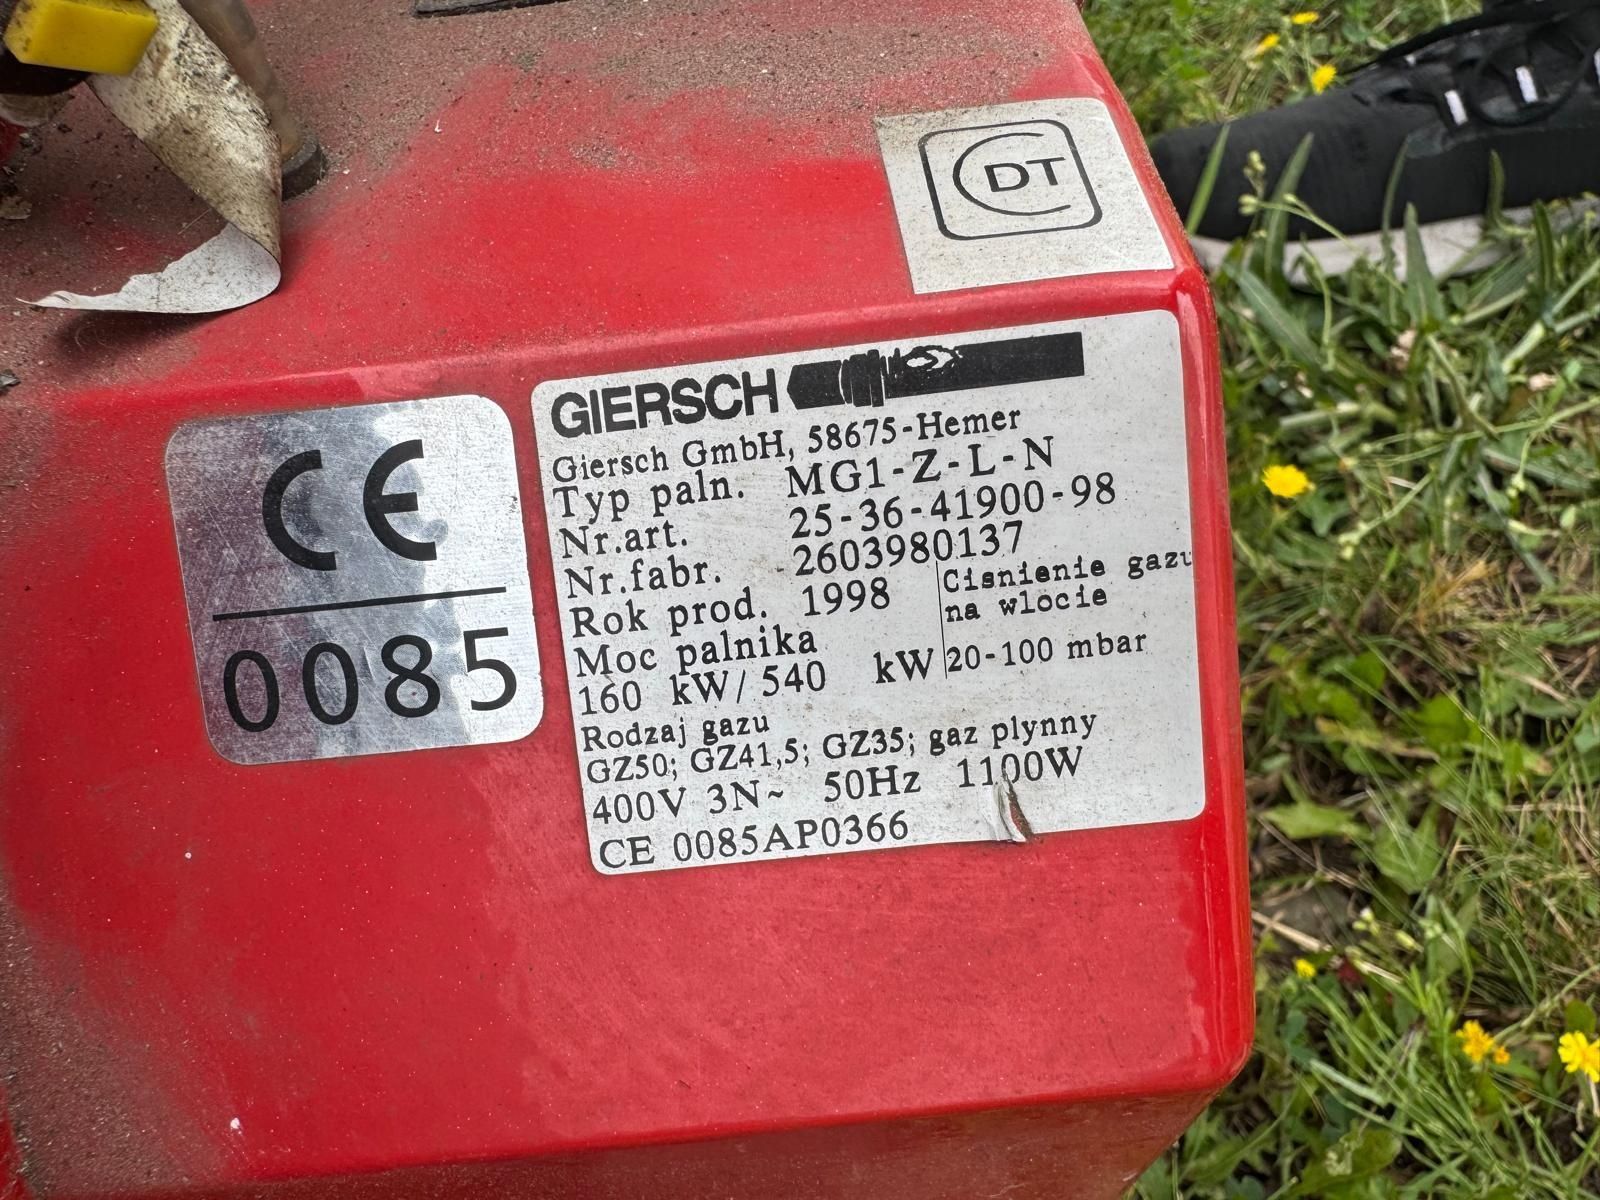 CDT
CE
0085
GIERSCH
Giersch GmbH, 58675-Hemer
Typ paln. MG1-Z-L-N
Nr.art. 25-36-41900-98
Nr.fabr. 2603980137
Rok prod. 1998
Cisnienie gazu
na wlocie
20-100 mbar
Moc palnika
160 kW/ 540 kW
Rodzaj gazu
GZ50; GZ41,5; GZ35; gaz plynny
400V 3N~ 50Hz 1100W
CE 0085AP0366